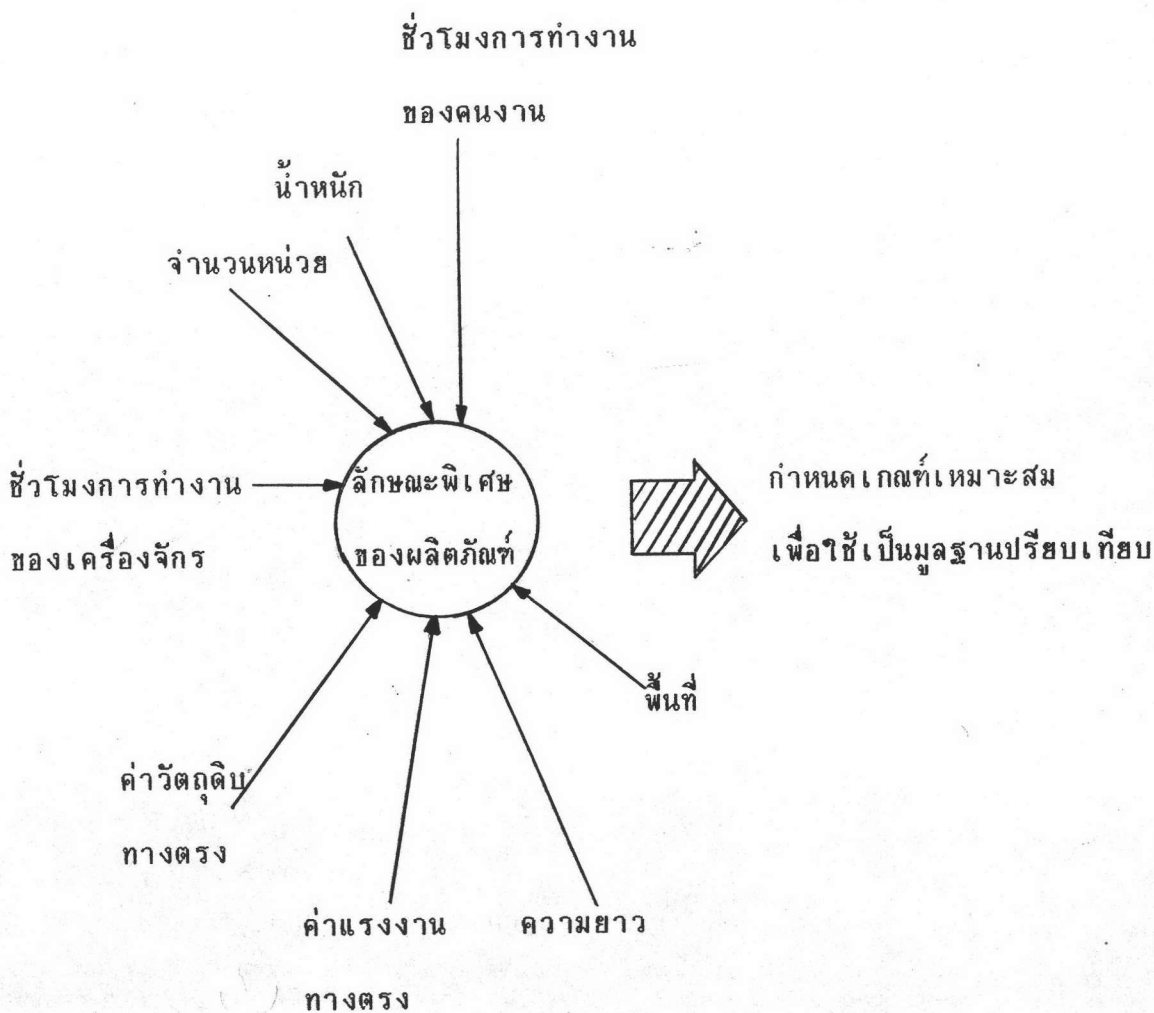 ชั่วโมงการทำงาน
ของคนงาน
น้ำหนัก
จำนวนหน่วย
ชั่วโมงการทำงาน
ของเครื่องจักร
ลักษณะพิเศษ
ของผลิตภัณฑ์
กำหนดเกณฑ์เหมาะสม
เพื่อใช้เป็นมูลฐานปรียบเทียบ
พื้นที่
ค่าวัตถุดิบ
ทางตรง
ค่าแรงงาน
ทางตรง
ความยาว